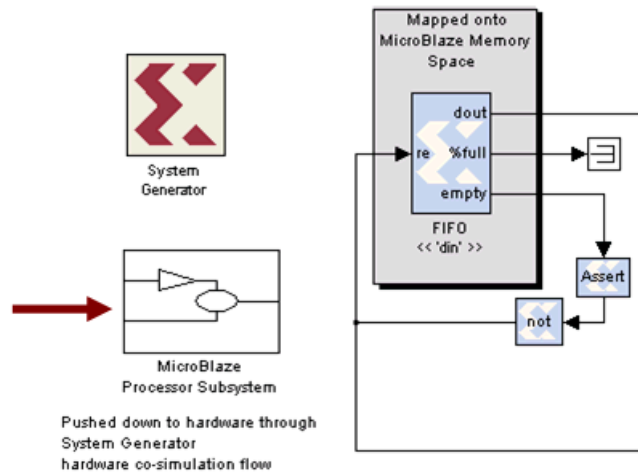 Mapped onto
MicroBlaze Memory
Space
dout
re %full
empty
FIFO
<< 'din' >>
System
Generator
Assert
not
MicroBlaze
Processor Subsystem
Pushed down to hardware through
System Generator
hardware co-simulation flow